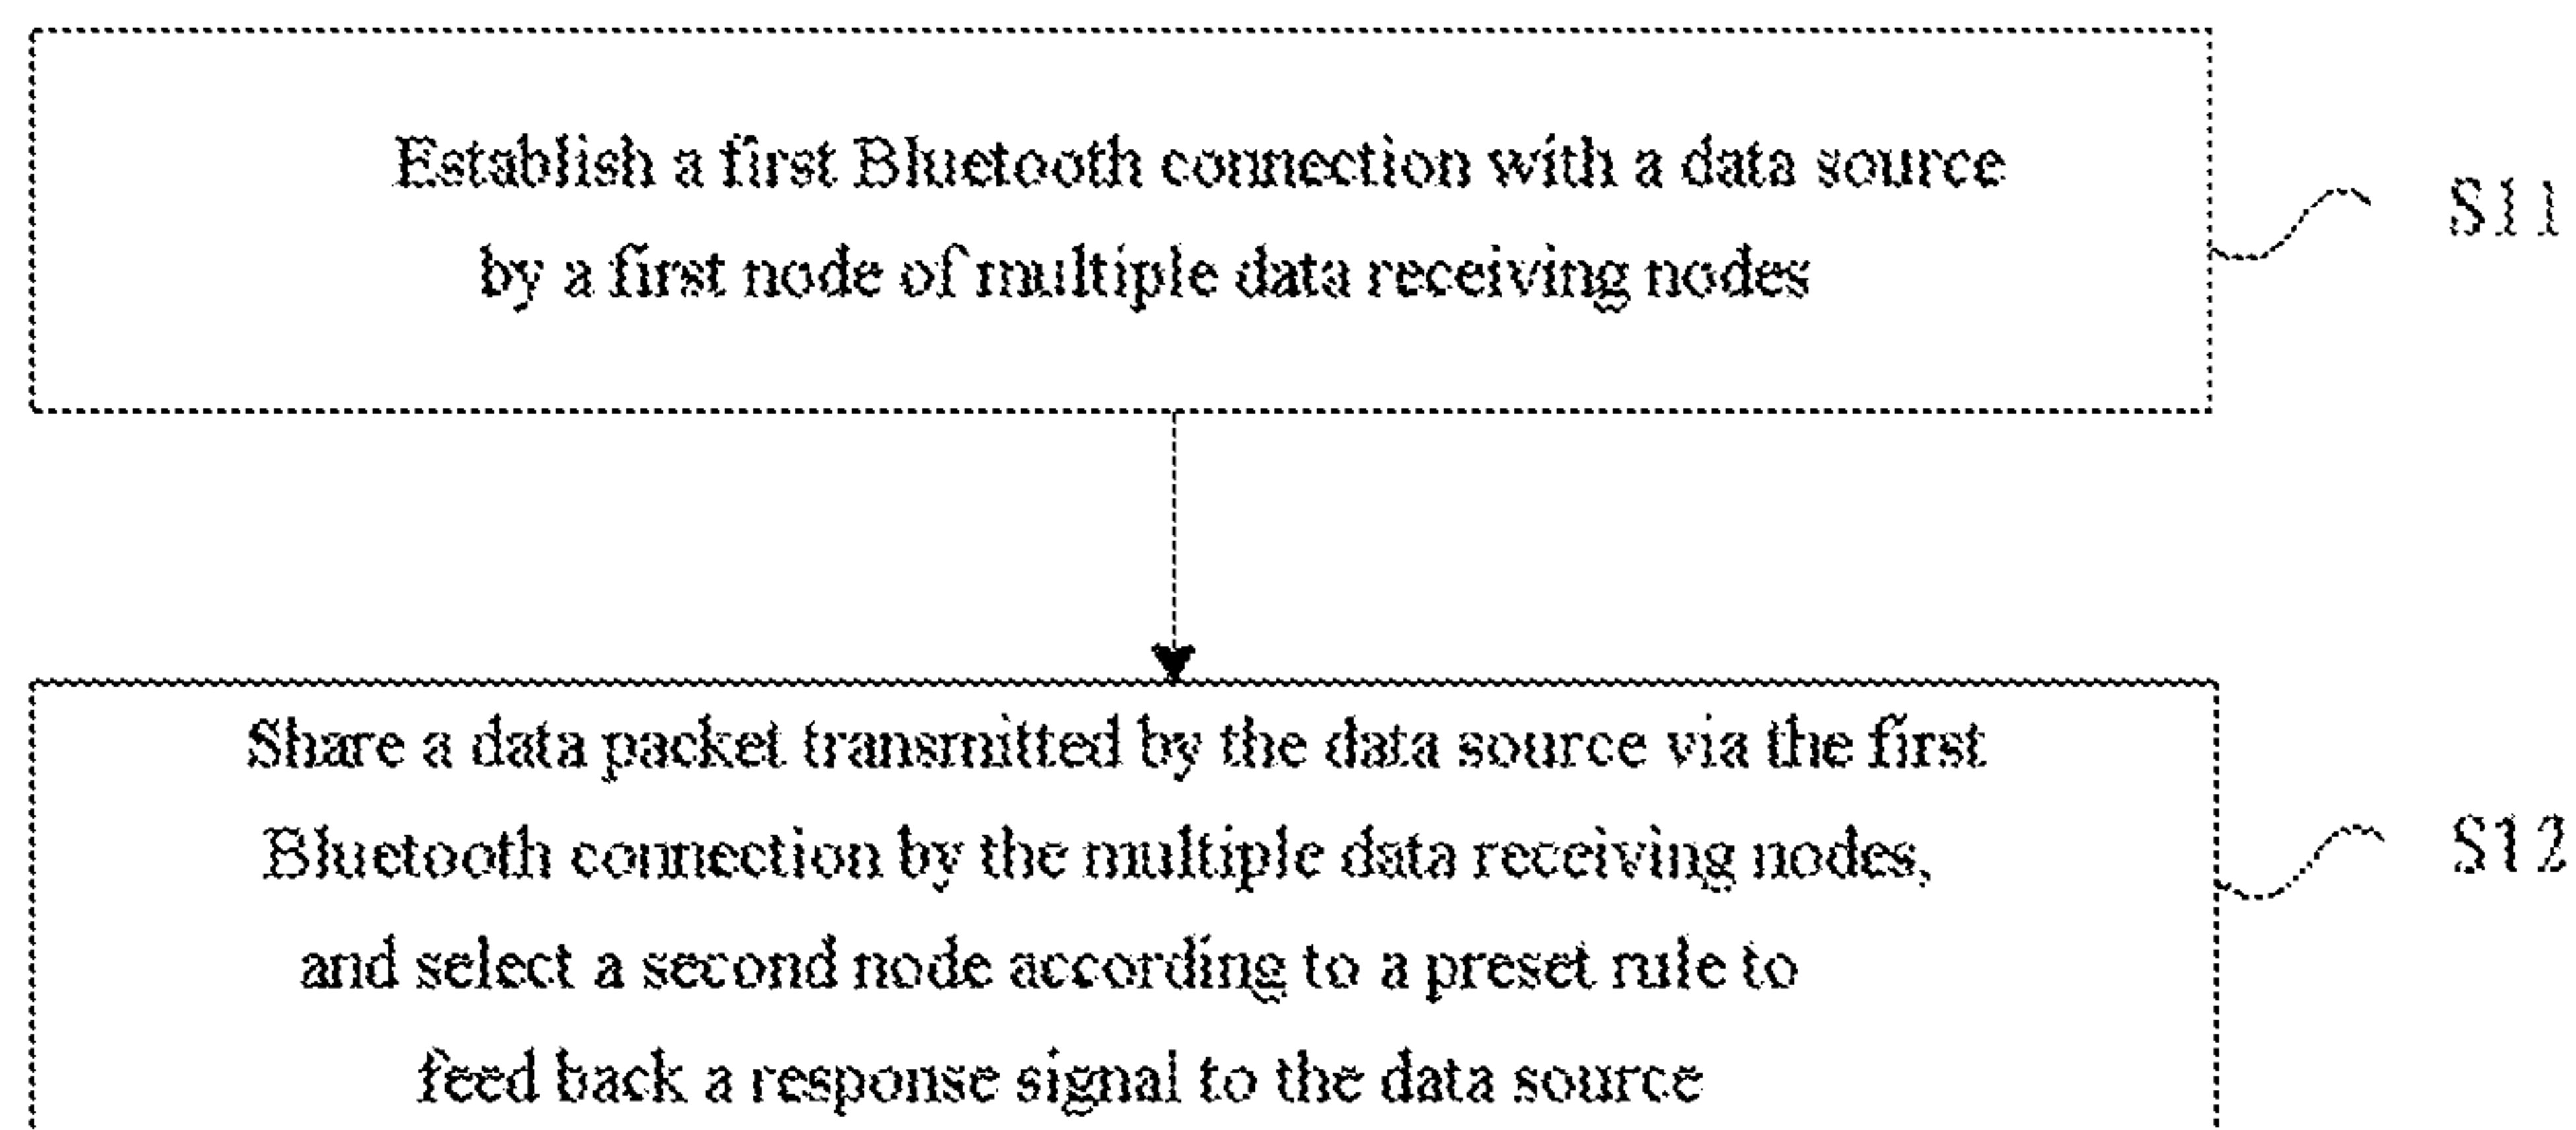 Establish a first Bluetooth connection with a data source
by a first node of multiple data receiving nodes
S11
Share a data packet transmitted by the data source via the first
Bluetooth connection by the multiple data receiving nodes,
and select a second node according to a preset rule to
feed back a response signal to the data source
S12